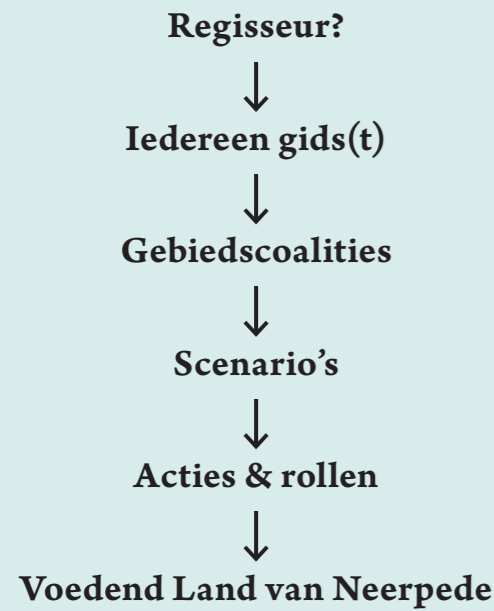 Regisseur?
Iedereen gids(t)
Gebiedscoalities
Scenario’s
Acties & rollen
Voedend Land van Neerpede